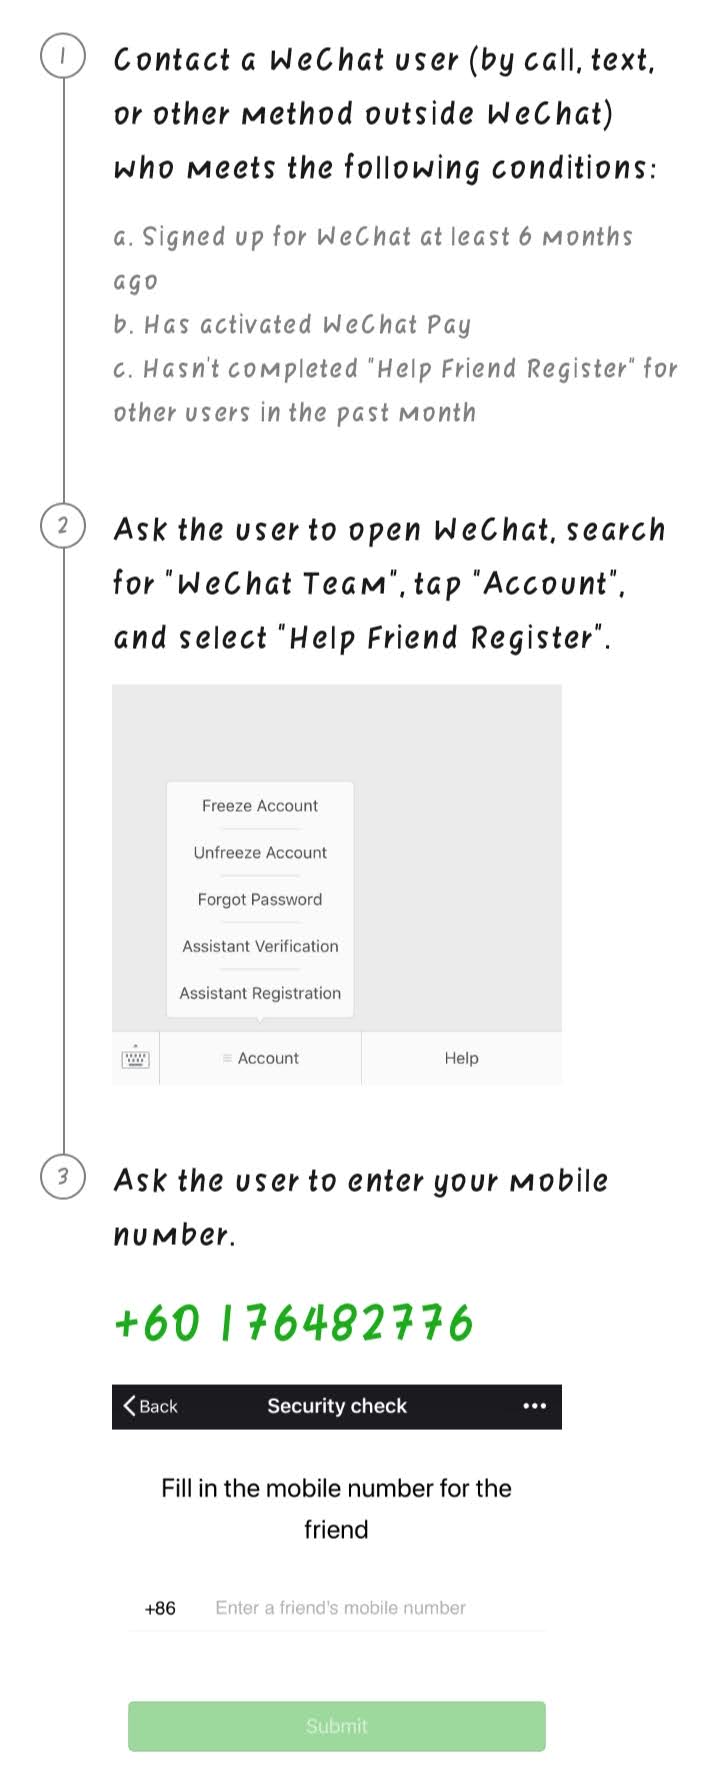 1
Contact a WeChat user (by call, text,
or other method outside WeChat)
who meets the following conditions:
a. Signed up for WeChat at least 6 months
ago
b. Has activated WeChat Pay
c. Hasn't completed "Help Friend Register" for
other users in the past month
2
Ask the user to open WeChat, search
for "WeChat Team", tap "Account",
and select "Help Friend Register".
Freeze Account
Unfreeze Account
Forgot Password
Assistant Verification
Assistant Registration
Account
Help
3
Ask the user to enter your mobile
number.
+60 176482776
Back Security check
Fill in the mobile number for the
friend
+86 Enter a friend's mobile number
Submit